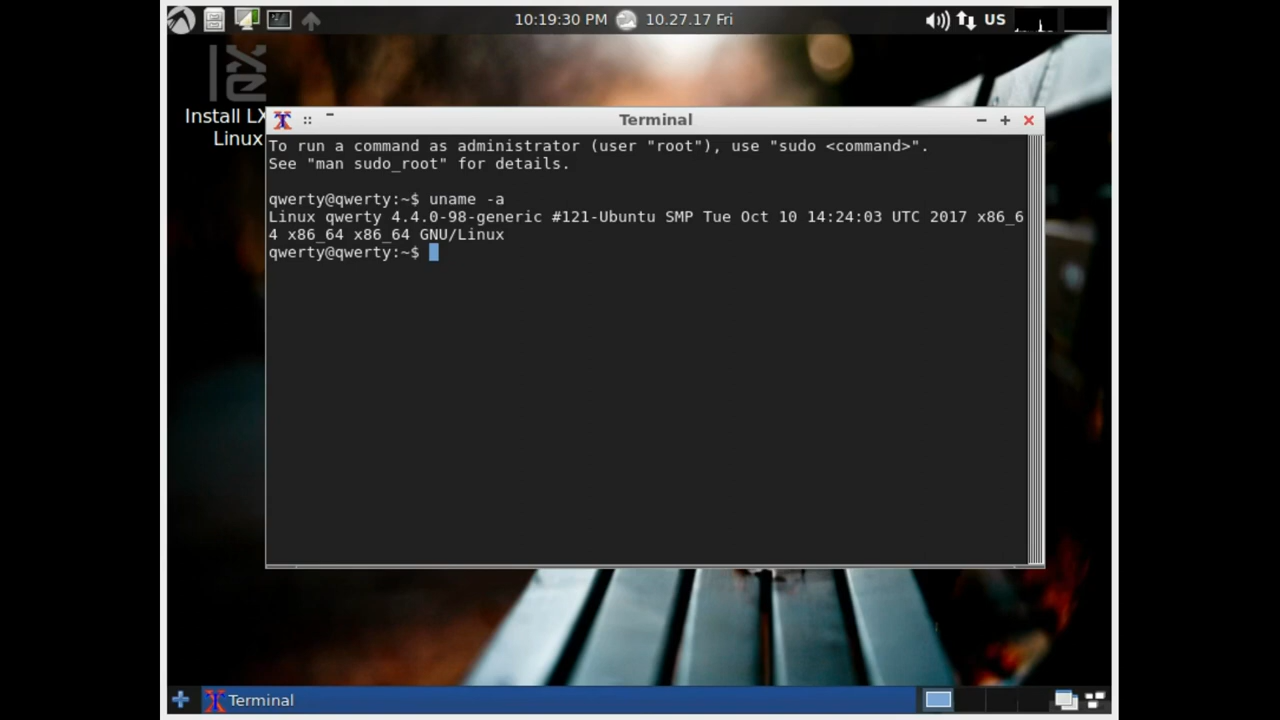 10:19:30 PM 10.27.17 Fri US
Install LX
Linux
Terminal
To run a command as administrator (user "root"), use "sudo <command>".
See "man sudo_root" for details.
qwerty@qwerty:~$ uname -a
Linux qwerty 4.4.0-98-generic #121-Ubuntu SMP Tue Oct 10 14:24:03 UTC 2017 x86_6
4 x86_64 x86_64 GNU/Linux
qwerty@qwerty:~$
Terminal